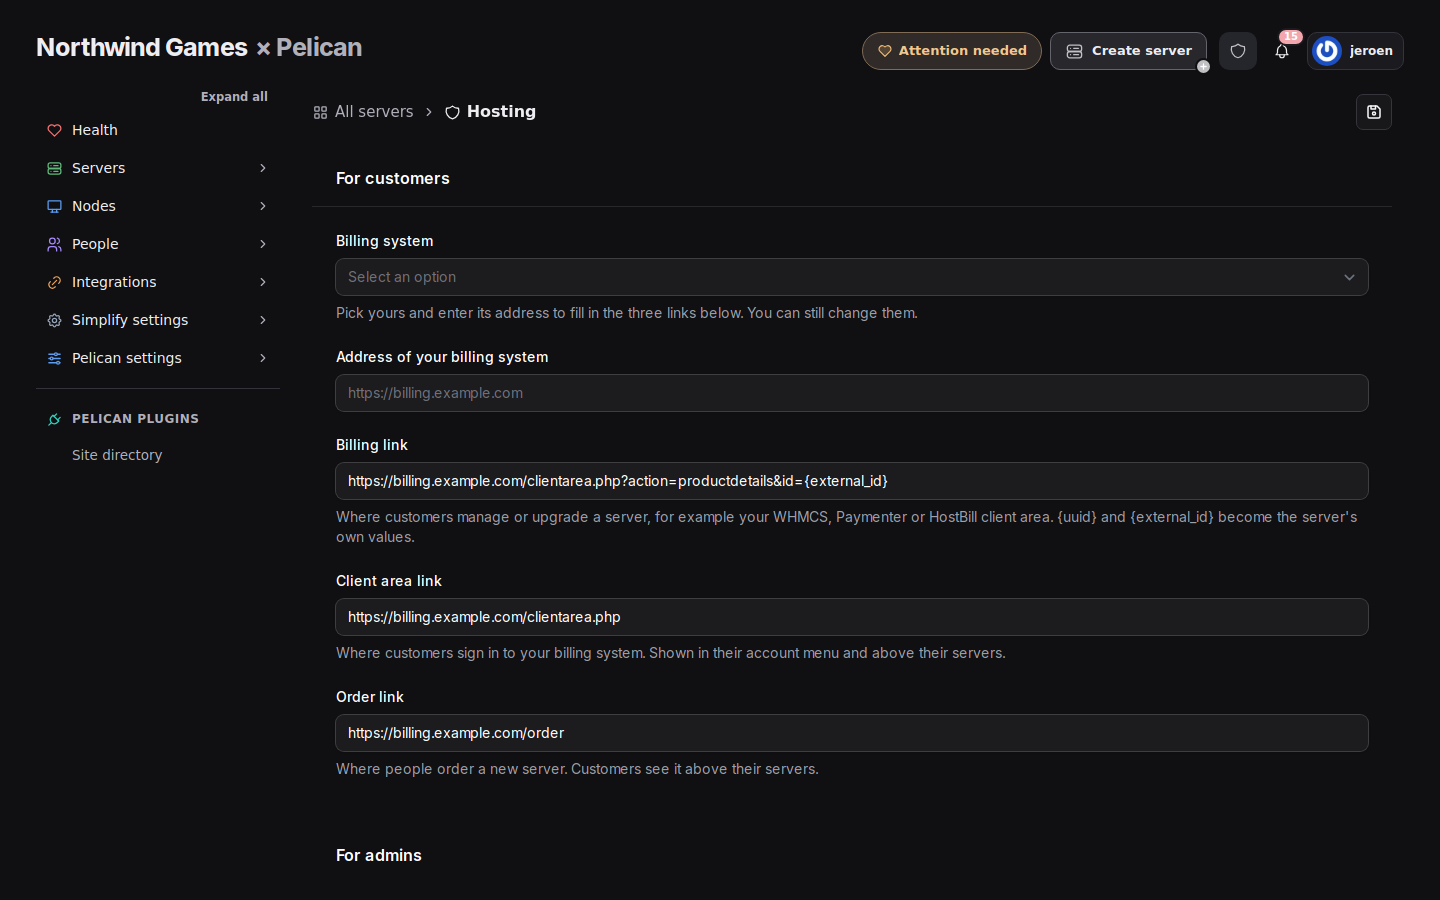 Northwind Games × Pelican
Attention needed
Create server
15
jeroen
Expand all
Health
Servers
Nodes
People
Integrations
Simplify settings
Pelican settings
PELICAN PLUGINS
Site directory
All servers > Hosting
For customers
Billing system
Select an option
Pick yours and enter its address to fill in the three links below. You can still change them.
Address of your billing system
https://billing.example.com
Billing link
https://billing.example.com/clientarea.php?action=productdetails&id={external_id}
Where customers manage or upgrade a server, for example your WHMCS, Paymenter or HostBill client area. {uuid} and {external_id} become the server's
own values.
Client area link
https://billing.example.com/clientarea.php
Where customers sign in to your billing system. Shown in their account menu and above their servers.
Order link
https://billing.example.com/order
Where people order a new server. Customers see it above their servers.
For admins